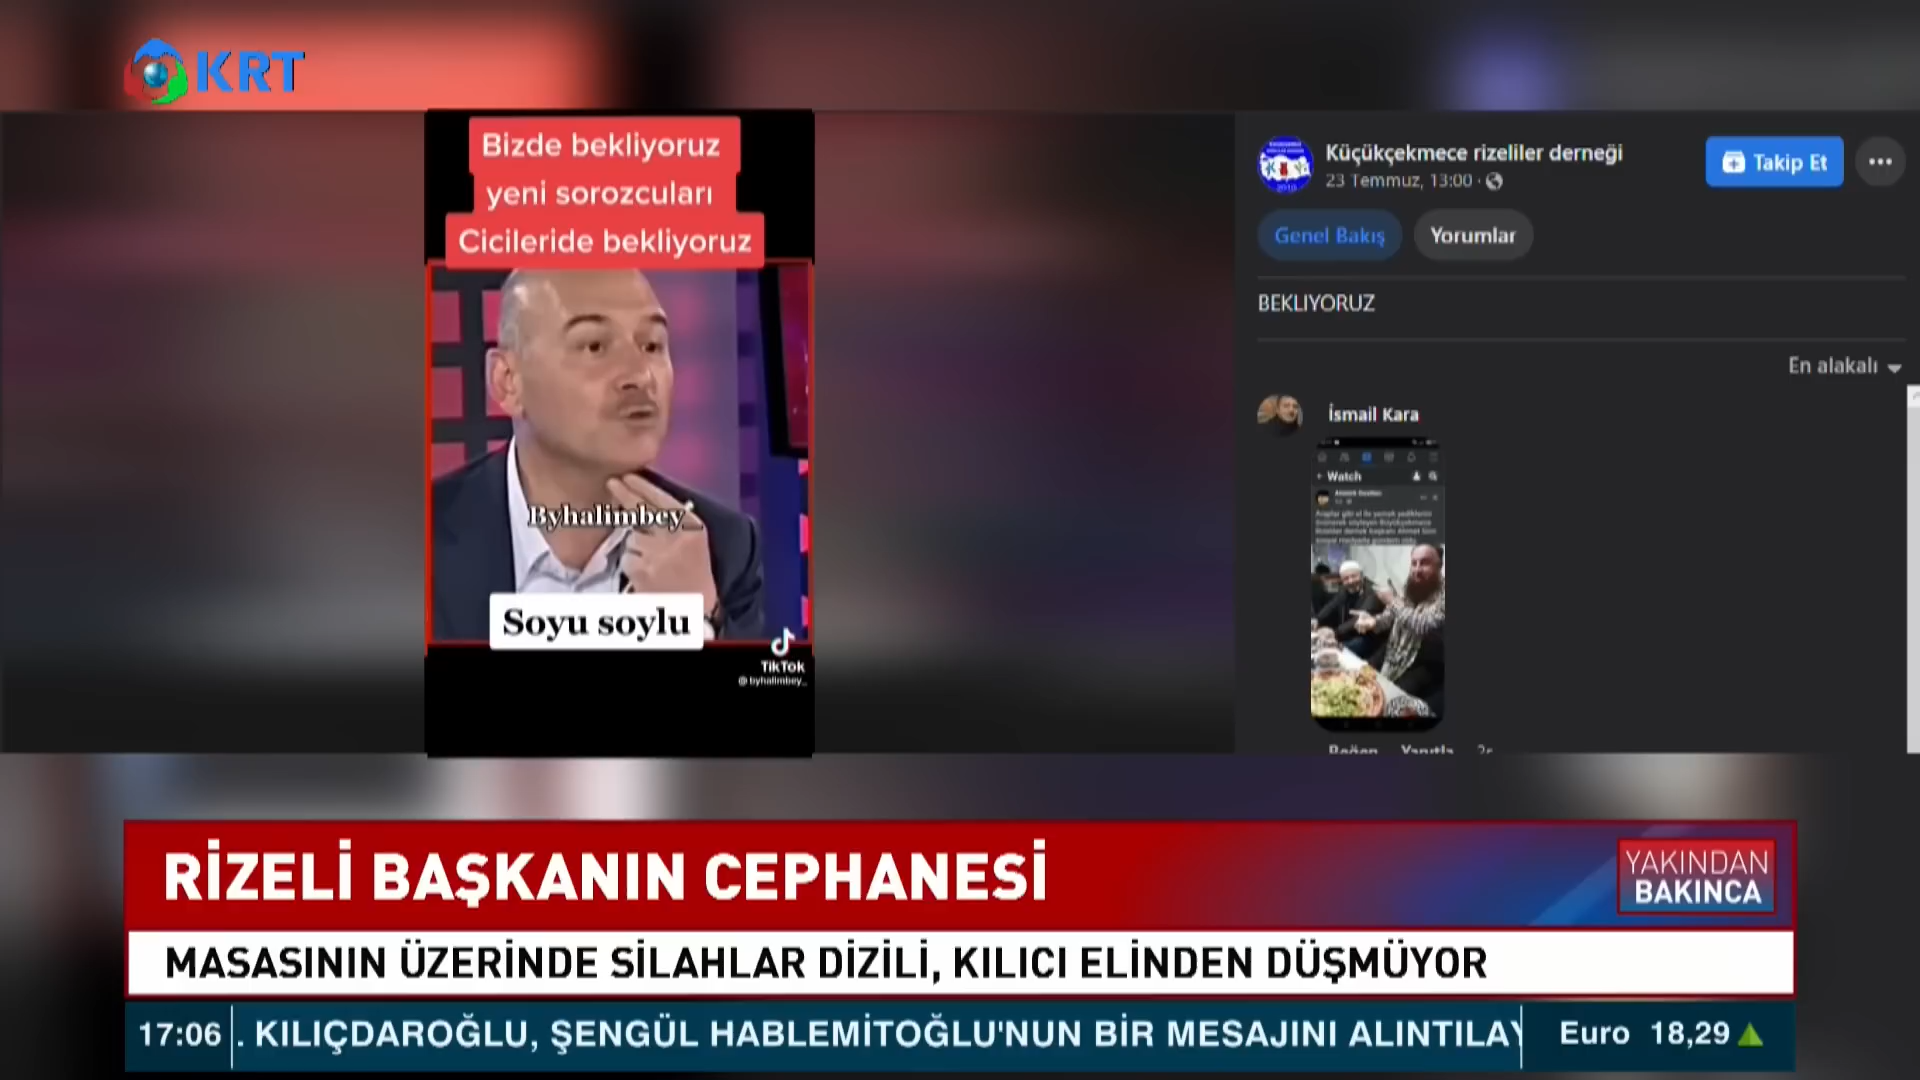 KRT
Bizde bekliyoruz
yeni sorozcuları
Cicileride bekliyoruz
Byhalimbey
Soyu soylu
TikTok
@byhalimbey_
Küçükçekmece rizeliler derneği
23 Temmuz, 13:00 ·
Takip Et
Genel Bakış
Yorumlar
BEKLIYORUZ
En alakalı
İsmail Kara
Watch
Beğen Yanıtla
RİZELİ BAŞKANIN CEPHANESİ
YAKINDAN
BAKINCA
MASASININ ÜZERİNDE SİLAHLAR DİZİLİ, KILICI ELİNDEN DÜŞMÜYOR
17:06
. KILIÇDAROĞLU, ŞENGÜL HABLEMİTOĞLU'NUN BİR MESAJINI ALINTILAY
Euro 18,29